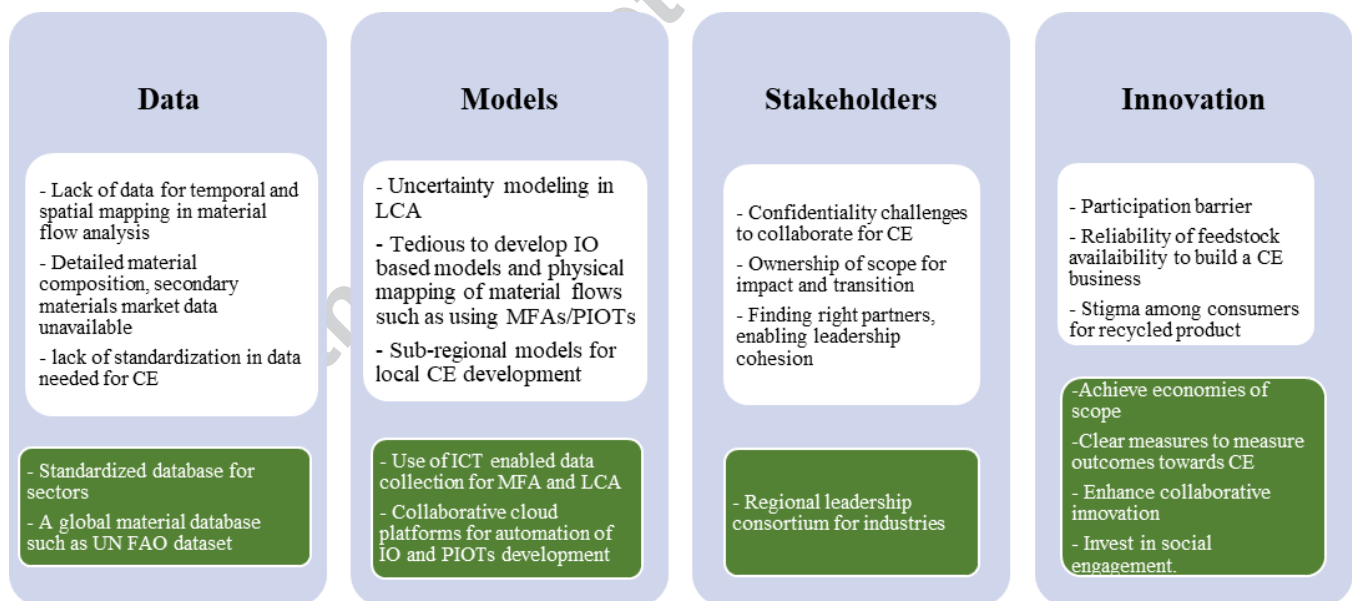 Data
- Lack of data for temporal and
spatial mapping in material
flow analysis
- Detailed material
composition, secondary
materials market data
unavailable
- lack of standardization in data
needed for CE
- Standardized database for
sectors
- A global material database
such as UN FAO dataset
Models
- Uncertainty modeling in
LCA
- Tedious to develop IO
based models and physical
mapping of material flows
such as using MFAs/PIOTs
- Sub-regional models for
local CE development
- Use of ICT enabled data
collection for MFA and LCA
- Collaborative cloud
platforms for automation of
IO and PIOTs development
Stakeholders
- Confidentiality challenges
to collaborate for CE
- Ownership of scope for
impact and transition
- Finding right partners,
enabling leadership
cohesion
- Regional leadership
consortium for industries
Innovation
- Participation barrier
- Reliability of feedstock
availaibility to build a CE
business
- Stigma among consumers
for recycled product
-Achieve economies of
scope
-Clear measures to measure
outcomes towards CE
- Enhance collaborative
innovation
- Invest in social
engagement.